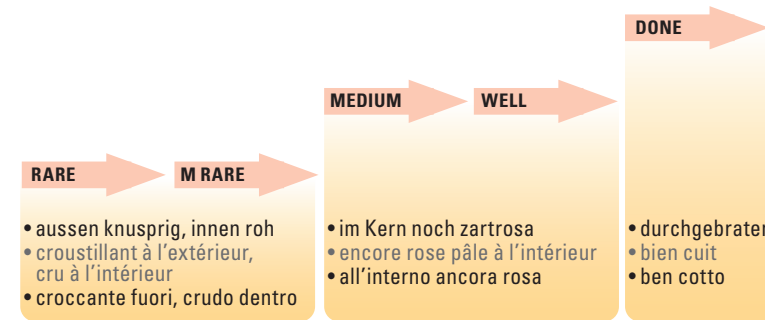 DONE
MEDIUM WELL
RARE M RARE
• aussen knusprig, innen roh
• croustillant à l'extérieur,
cru à l'intérieur
• croccante fuori, crudo dentro
• im Kern noch zartrosa
• encore rose pâle à l'intérieur
• all'interno ancora rosa
• durchgebraten
• bien cuit
• ben cotto